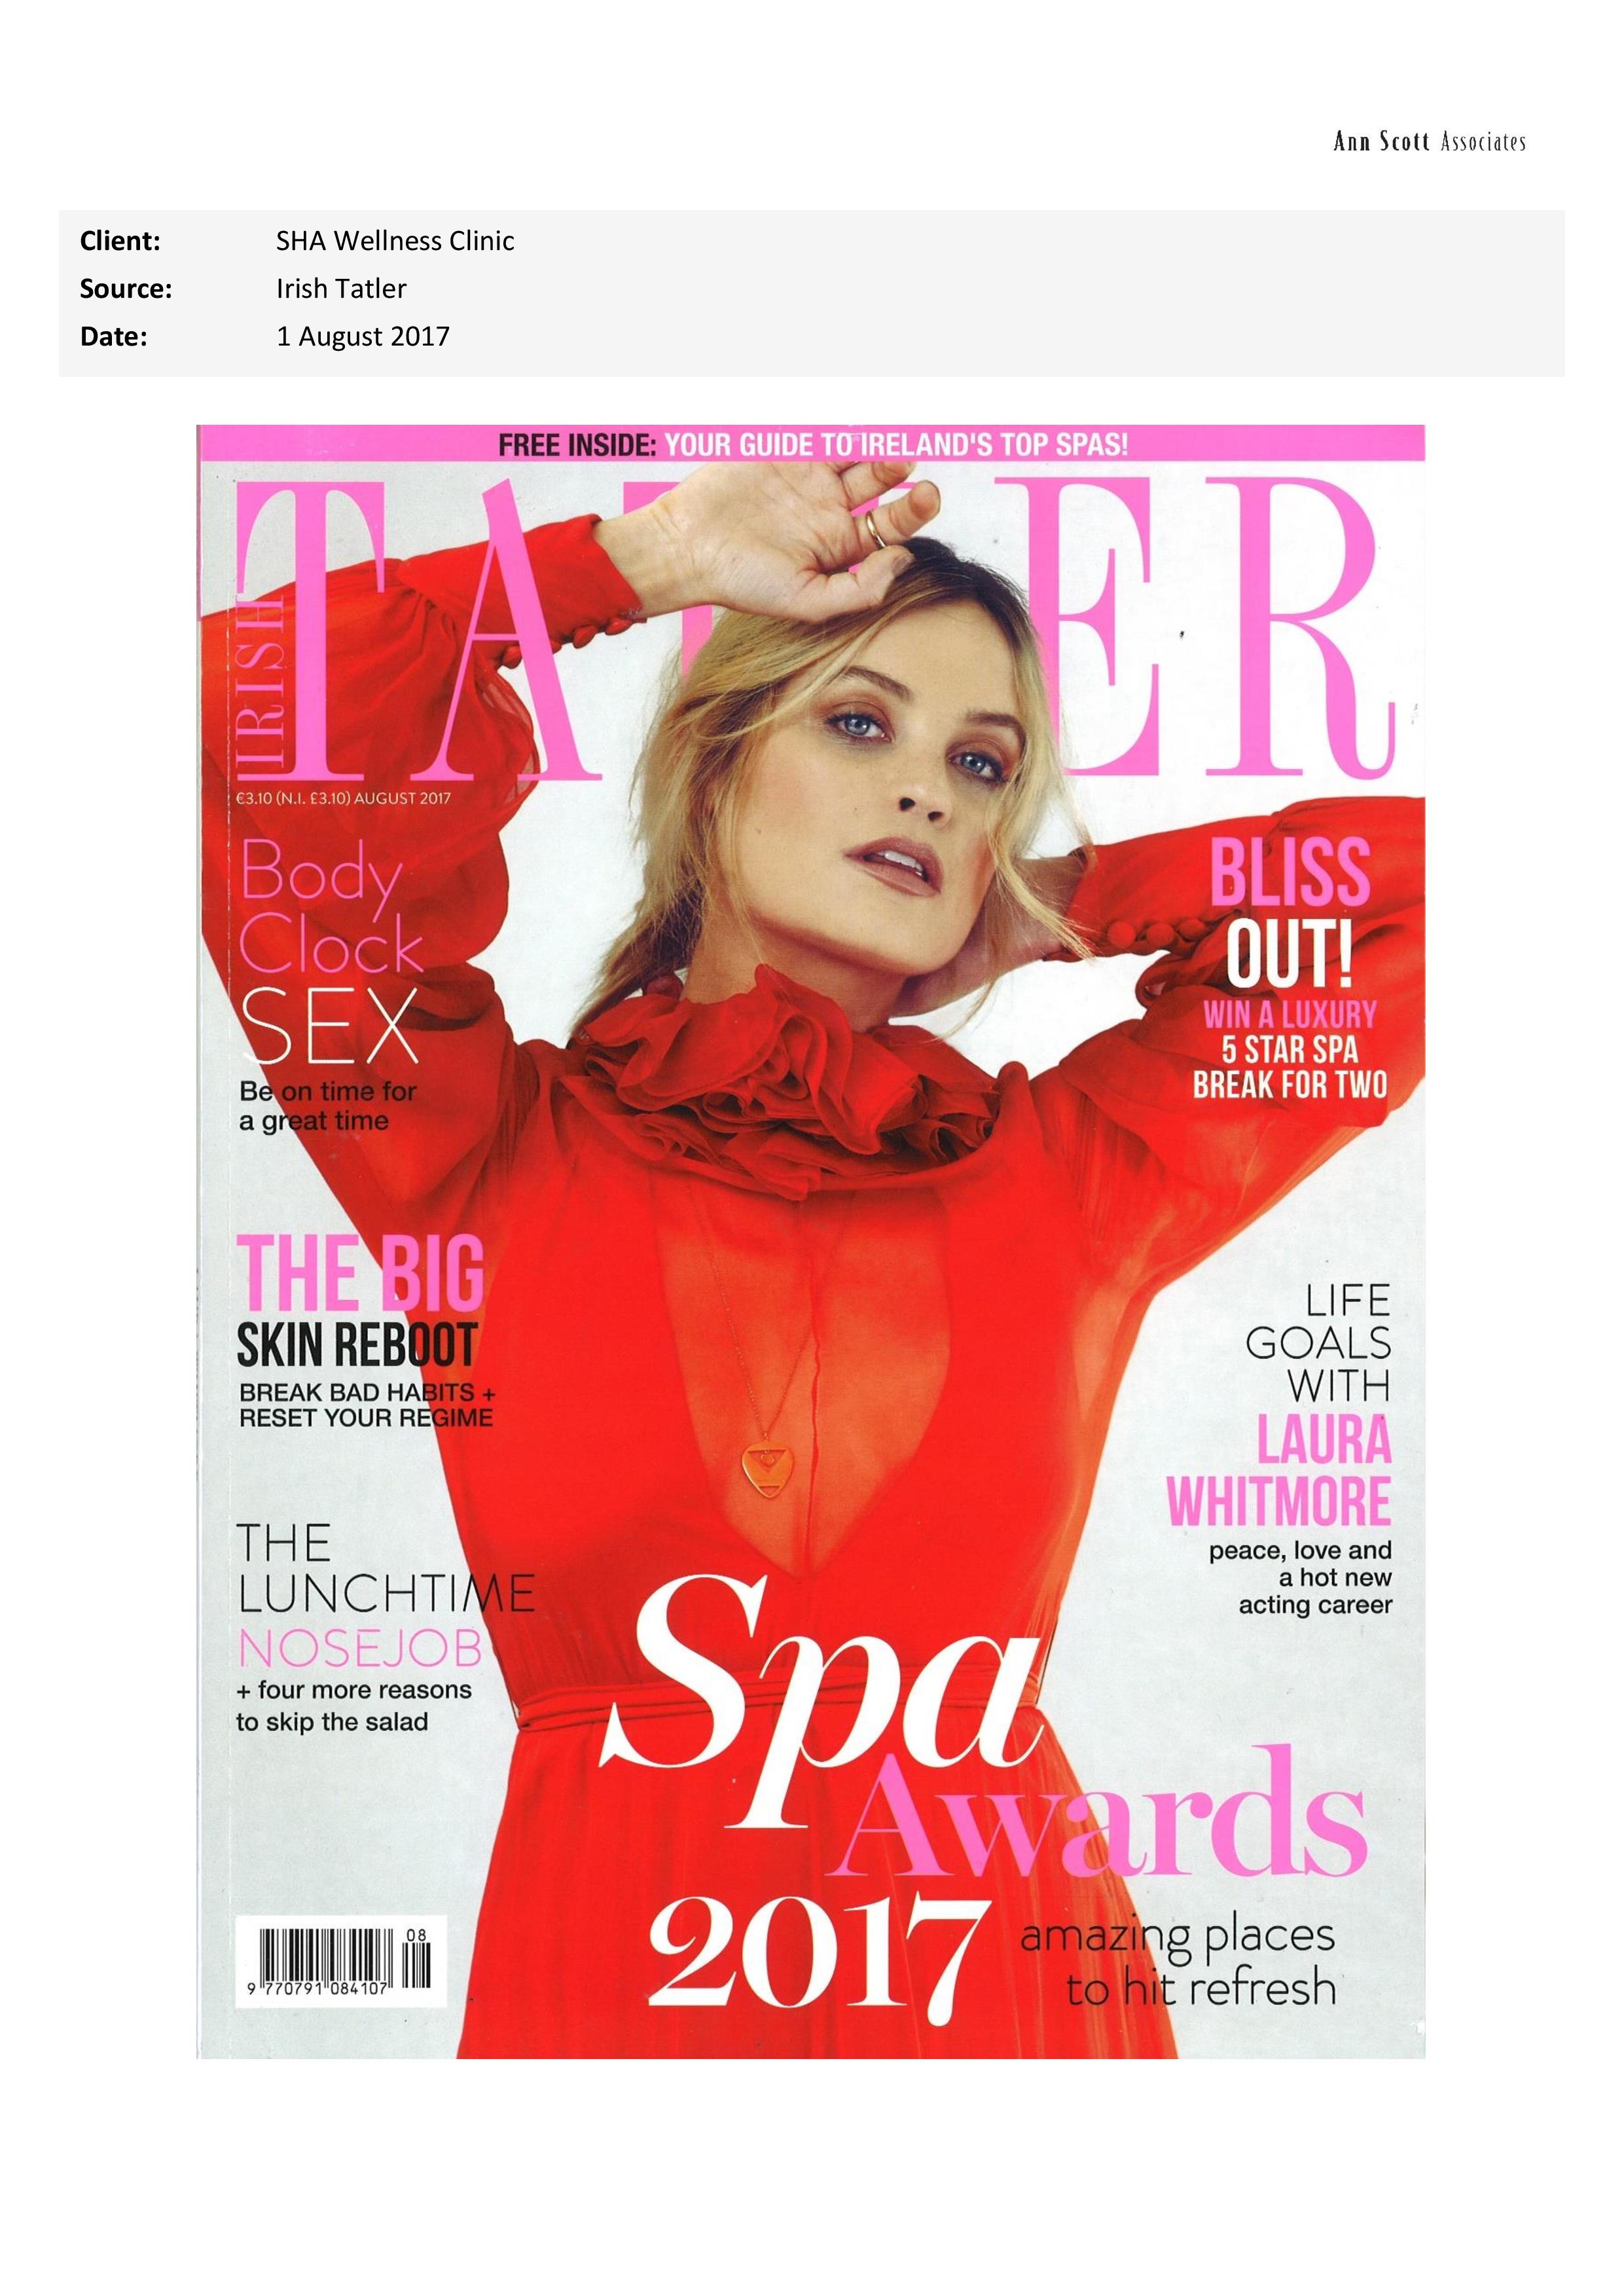 Ann Scott Associates
Client: SHA Wellness Clinic
Source: Irish Tatler
Date: 1 August 2017
FREE INSIDE: YOUR GUIDE TO IRELAND'S TOP SPAS!
IRISH
TATLER
€3.10 (N.I. £3.10) AUGUST 2017
Body
Clock
SEX
Be on time for
a great time
THE BIG
SKIN REBOOT
BREAK BAD HABITS +
RESET YOUR REGIME
THE
LUNCHTIME
NOSEJOB
+ four more reasons
to skip the salad
BLISS
OUT!
WIN A LUXURY
5 STAR SPA
BREAK FOR TWO
LIFE
GOALS
WITH
LAURA
WHITMORE
peace, love and
a hot new
acting career
Spa
Awards
2017
amazing places
to hit refresh
08
9 770791 084107